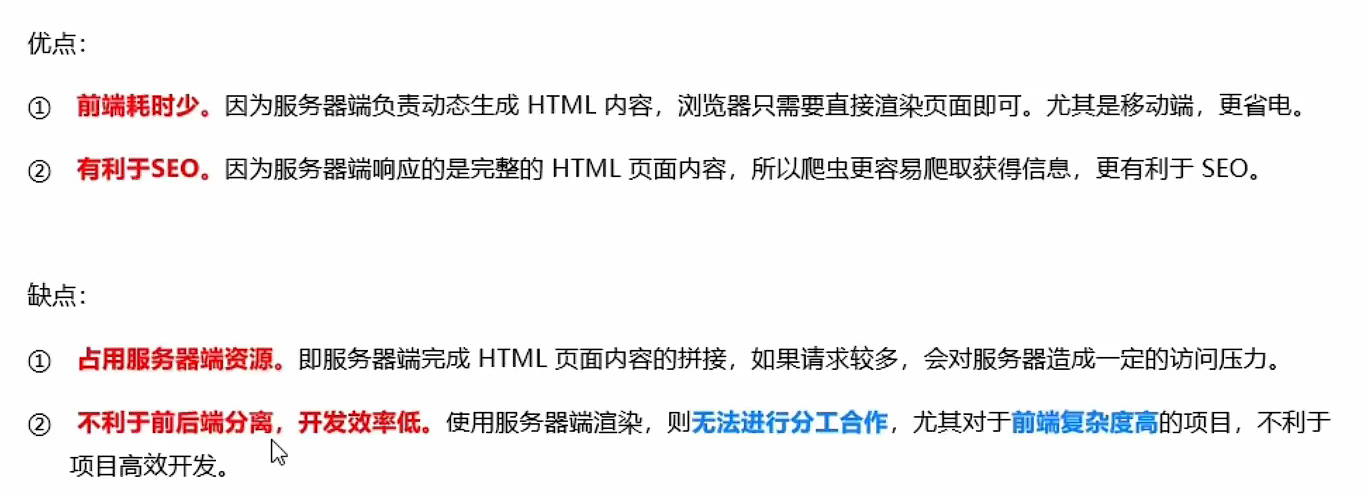 优点：
① 前端耗时少。因为服务器端负责动态生成 HTML 内容，浏览器只需要直接渲染页面即可。尤其是移动端，更省电。
② 有利于SEO。因为服务器端响应的是完整的 HTML 页面内容，所以爬虫更容易爬取获得信息，更有利于 SEO。
缺点：
① 占用服务器端资源。即服务器端完成 HTML 页面内容的拼接，如果请求较多，会对服务器造成一定的访问压力。
② 不利于前后端分离，开发效率低。使用服务器端渲染，则无法进行分工合作，尤其对于前端复杂度高的项目，不利于
项目高效开发。